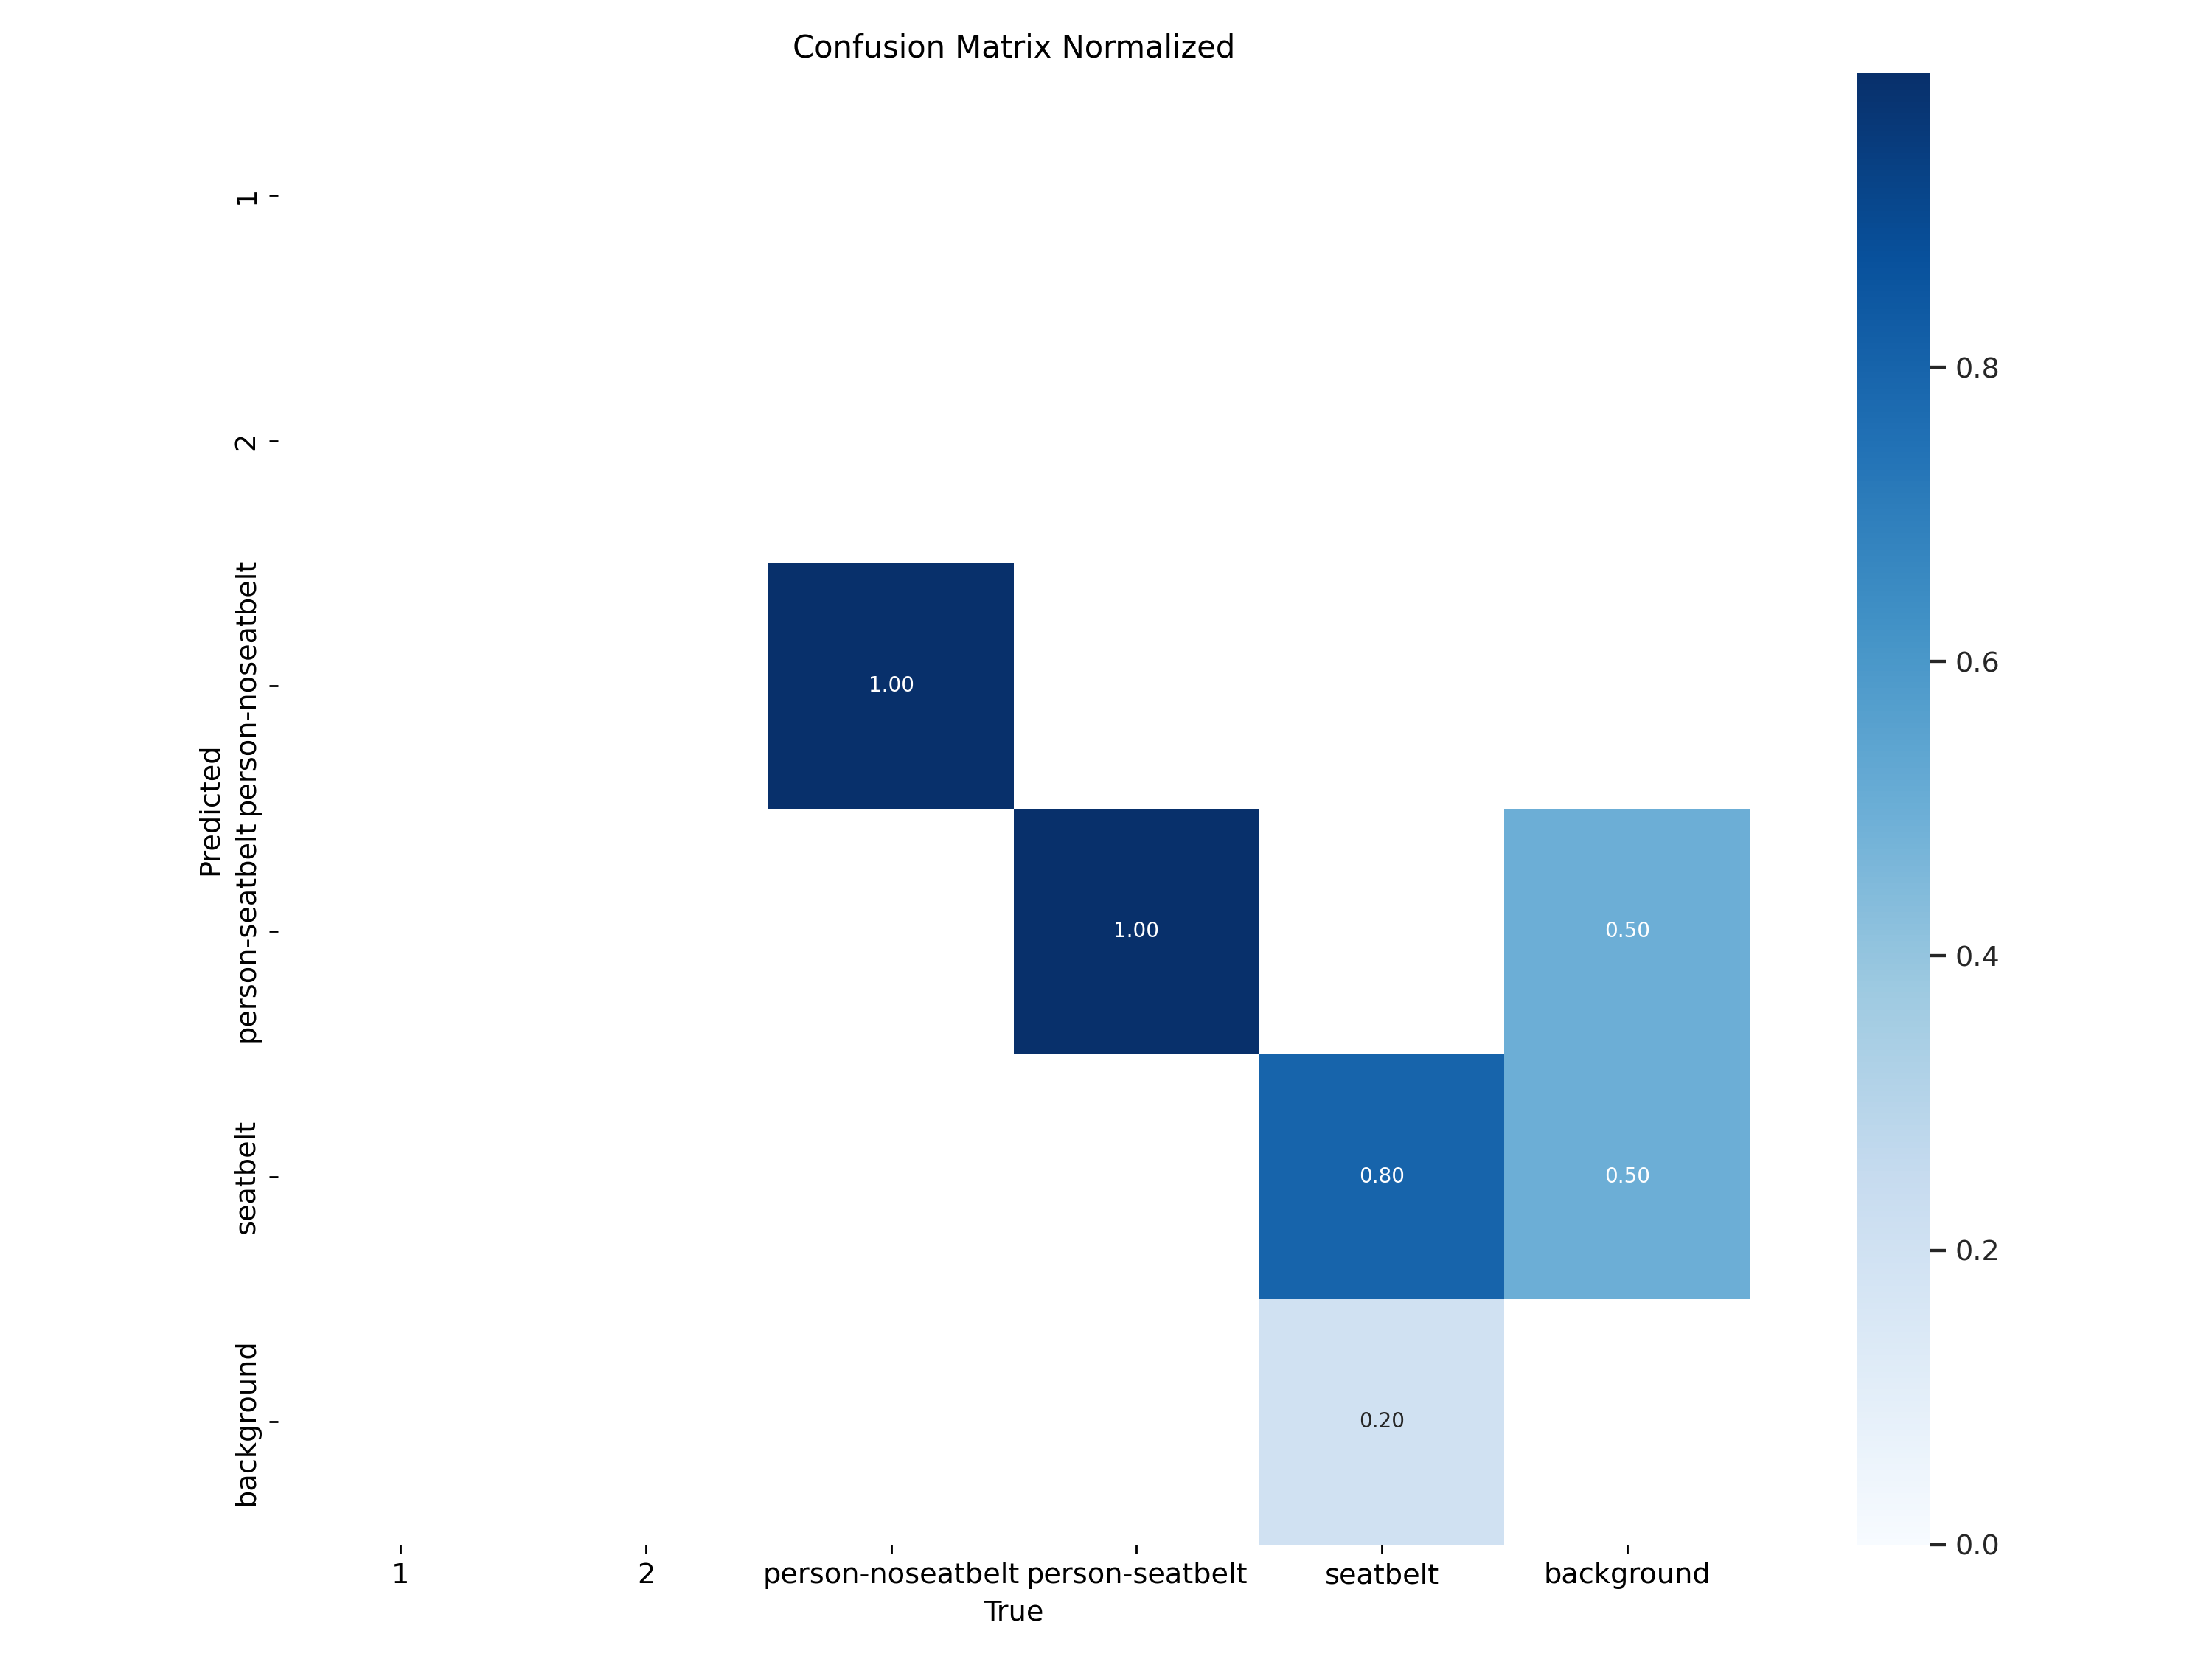 Confusion Matrix Normalized
1
2
person-noseatbelt
person-seatbelt
seatbelt
background
Predicted
1.00
1.00
0.50
0.80
0.50
0.20
1
2
person-noseatbelt
person-seatbelt
seatbelt
background
True
0.8
0.6
0.4
0.2
0.0